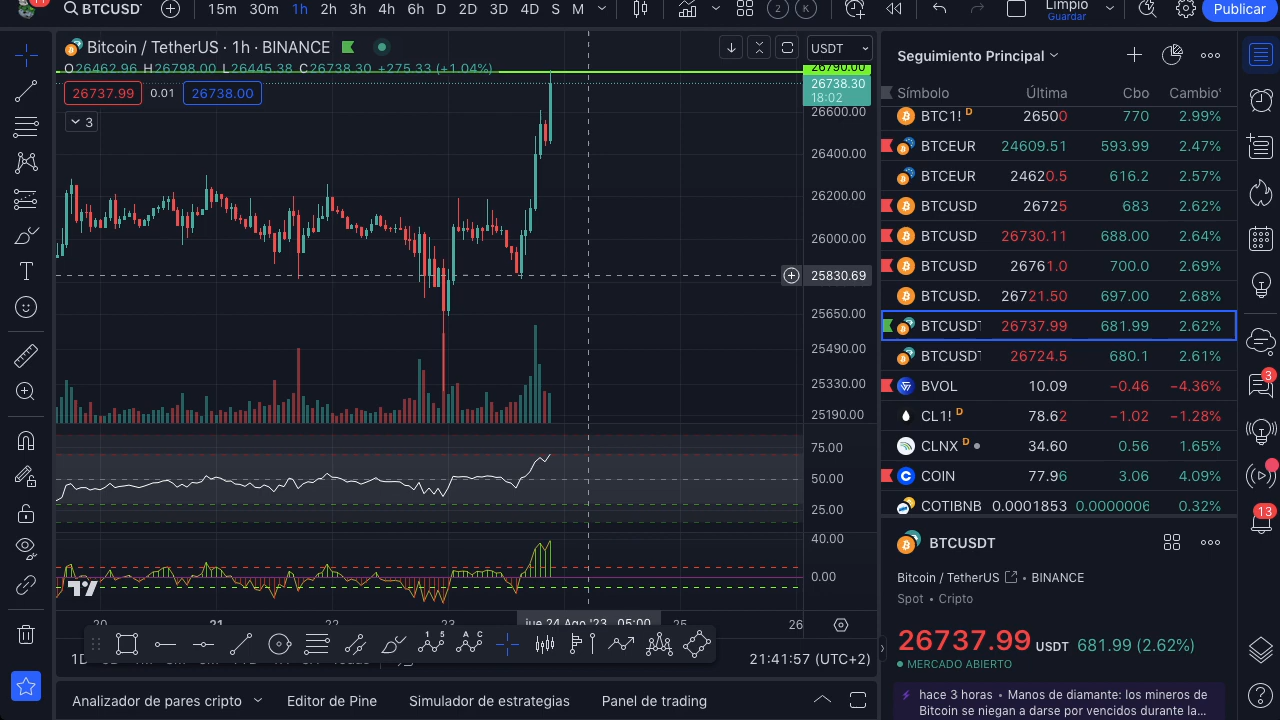 BTCUSDT
15m 30m 1h 2h 3h 4h 6h D 2D 3D 4D S M
2 K
Limpio
Guardar
Publicar
Bitcoin / TetherUS · 1h · BINANCE
USDT
O26462.96 H26798.00 L26445.38 C26738.30 +275.33 (+1.04%)
26737.99 0.01 26738.00
3
26790.00
26738.30
18:02
26600.00
26400.00
26200.00
26000.00
25830.69
25650.00
25490.00
25330.00
25190.00
75.00
50.00
25.00
40.00
0.00
20 21 22 23 jue 24 Ago '23 05:00 25 26
1D
21:41:57 (UTC+2)
Analizador de pares cripto Editor de Pine Simulador de estrategias Panel de trading
Seguimiento Principal
Símbolo Última Cbo Cambio%
BTC1! D 26500 770 2.99%
BTCEUR 24609.51 593.99 2.47%
BTCEUR 24620.5 616.2 2.57%
BTCUSD 26725 683 2.62%
BTCUSD 26730.11 688.00 2.64%
BTCUSD 26761.0 700.0 2.69%
BTCUSD. 26721.50 697.00 2.68%
BTCUSDT 26737.99 681.99 2.62%
BTCUSDT 26724.5 680.1 2.61%
BVOL 10.09 −0.46 −4.36%
CL1! D 78.62 −1.02 −1.28%
CLNX D 34.60 0.56 1.65%
COIN 77.96 3.06 4.09%
COTIBNB 0.0001853 0.0000006 0.32%
BTCUSDT
Bitcoin / TetherUS • BINANCE
Spot • Cripto
26737.99 USDT 681.99 (2.62%)
MERCADO ABIERTO
hace 3 horas • Manos de diamante: los mineros de
Bitcoin se niegan a darse por vencidos durante la...
3
13